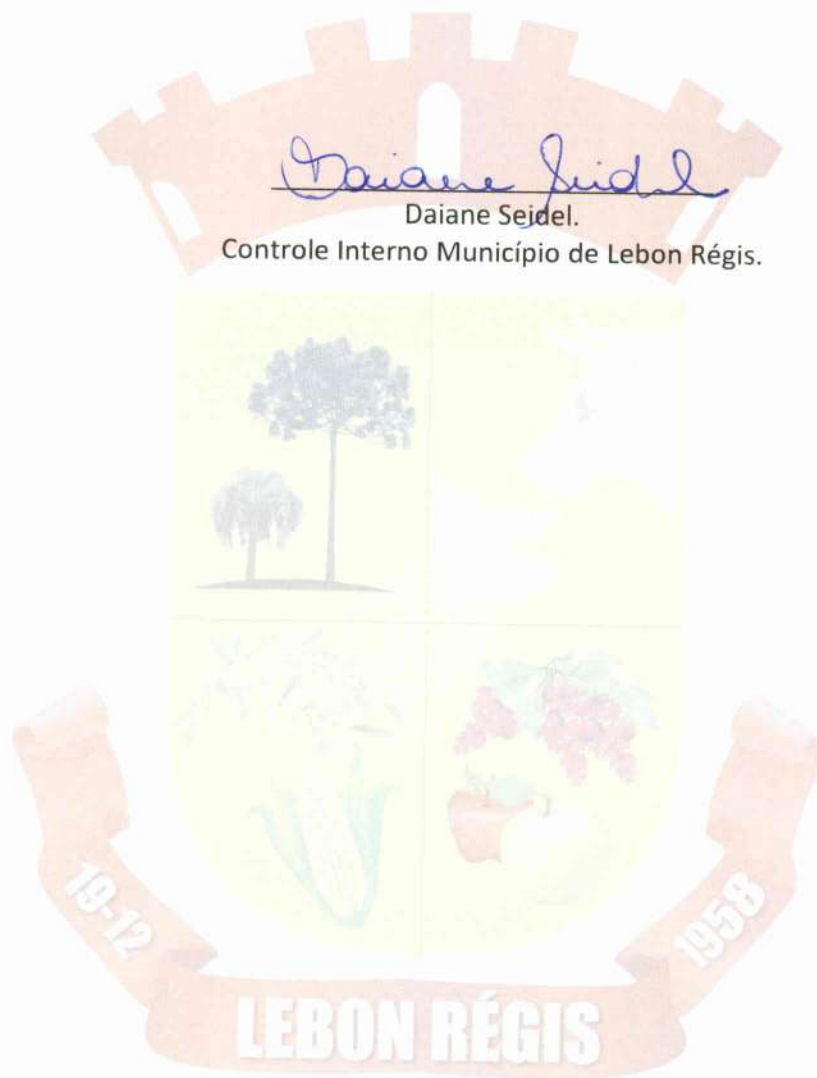 Daiane Seidel
Daiane Seidel.
Controle Interno Município de Lebon Régis.
19-12
1958
LEBON RÉGIS